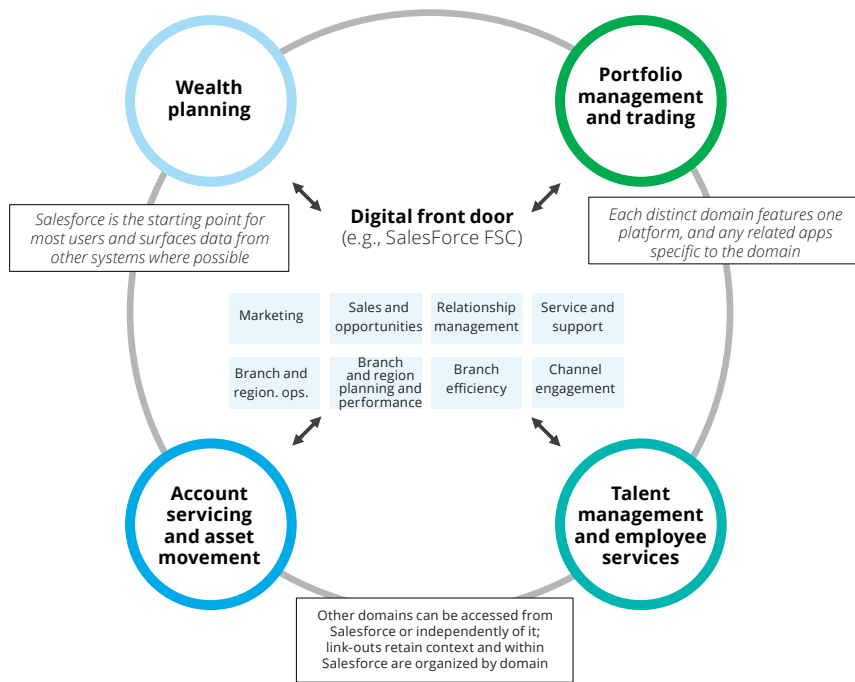 Wealth
planning
Portfolio
management
and trading
Salesforce is the starting point for
most users and surfaces data from
other systems where possible
Digital front door
(e.g., SalesForce FSC)
Each distinct domain features one
platform, and any related apps
specific to the domain
Marketing
Sales and
opportunities
Relationship
management
Service and
support
Branch and
region. ops.
Branch
and region
planning and
performance
Branch
efficiency
Channel
engagement
Account
servicing
and asset
movement
Talent
management
and employee
services
Other domains can be accessed from
Salesforce or independently of it;
link-outs retain context and within
Salesforce are organized by domain